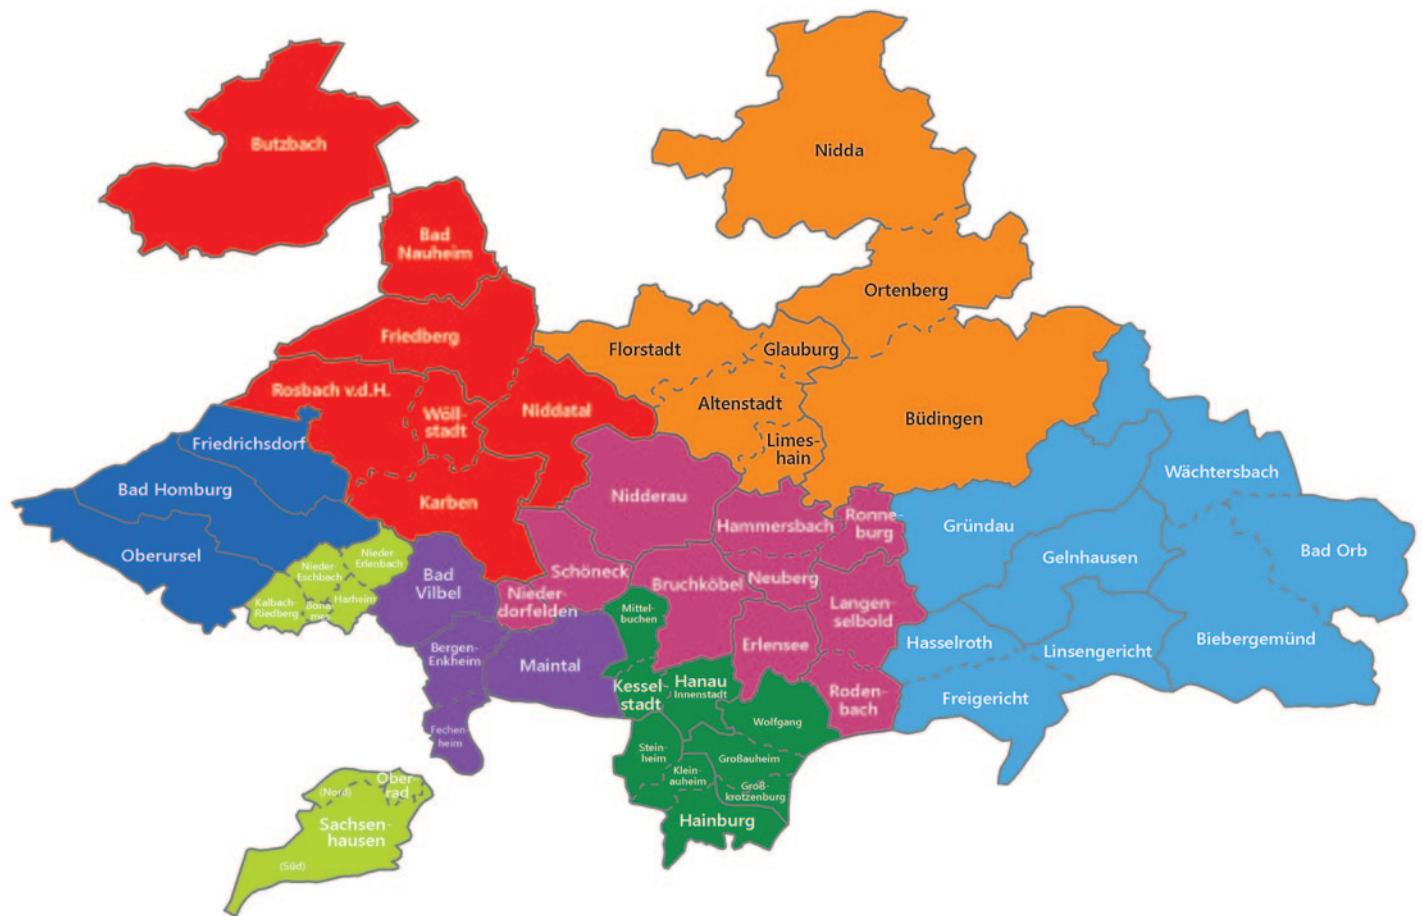 Butzbach
Nidda
Bad
Nauheim
Ortenberg
Friedberg
Florstadt
Glauburg
Rosbach v.d.H.
Wöll-
stadt
Niddatal
Altenstadt
Büdingen
Limes-
hain
Friedrichsdorf
Wächtersbach
Bad Homburg
Karben
Nidderau
Hammersbach
Ronne-
burg
Gründau
Bad Orb
Oberursel
Nieder-
Eschbach
Nieder
Erlenbach
Gelnhausen
Bad
Vilbel
Schöneck
Bruchköbel
Neuberg
Kalbach
Riedberg
Bona-
mes
Harheim
Nieder-
dorfelden
Mittel-
buchen
Langen-
selbold
Erlensee
Hasselroth
Linsengericht
Biebergemünd
Bergen-
Enkheim
Maintal
Kessel-
stadt
Hanau
Innenstadt
Roden-
bach
Freigericht
Wolfgang
Fechen-
heim
Stein-
heim
Großauheim
Klein-
auheim
Groß-
krotzenburg
Hainburg
Ober-
rad
(Nord)
Sachsen-
hausen
(Süd)